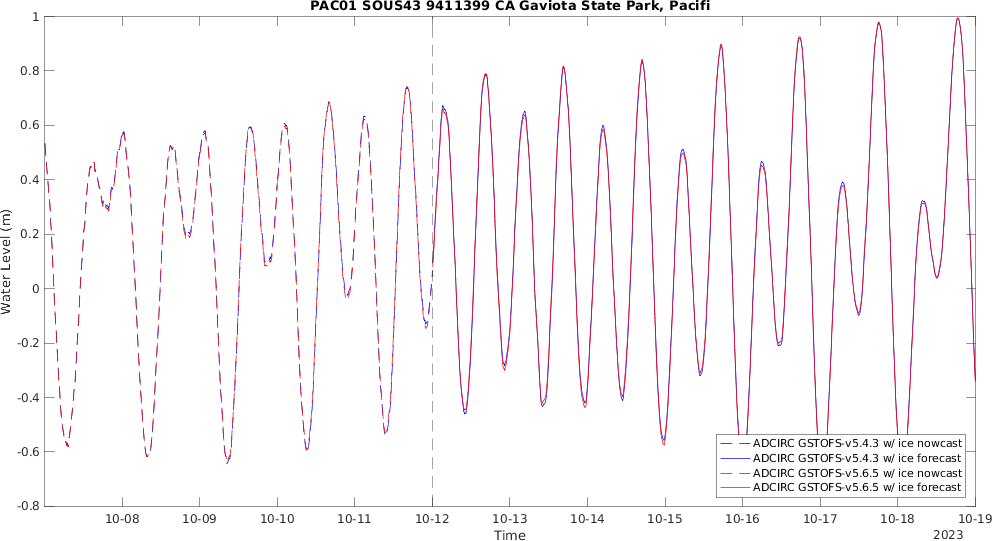 PAC01 SOUS43 9411399 CA Gaviota State Park, Pacifi
1
0.8
0.6
0.4
0.2
0
-0.2
-0.4
-0.6
-0.8
Water Level (m)
ADCIRC GSTOFS-v5.4.3 w/ ice nowcast
ADCIRC GSTOFS-v5.4.3 w/ ice forecast
ADCIRC GSTOFS-v5.6.5 w/ ice nowcast
ADCIRC GSTOFS-v5.6.5 w/ ice forecast
10-08 10-09 10-10 10-11 10-12 10-13 10-14 10-15 10-16 10-17 10-18 10-19
Time
2023